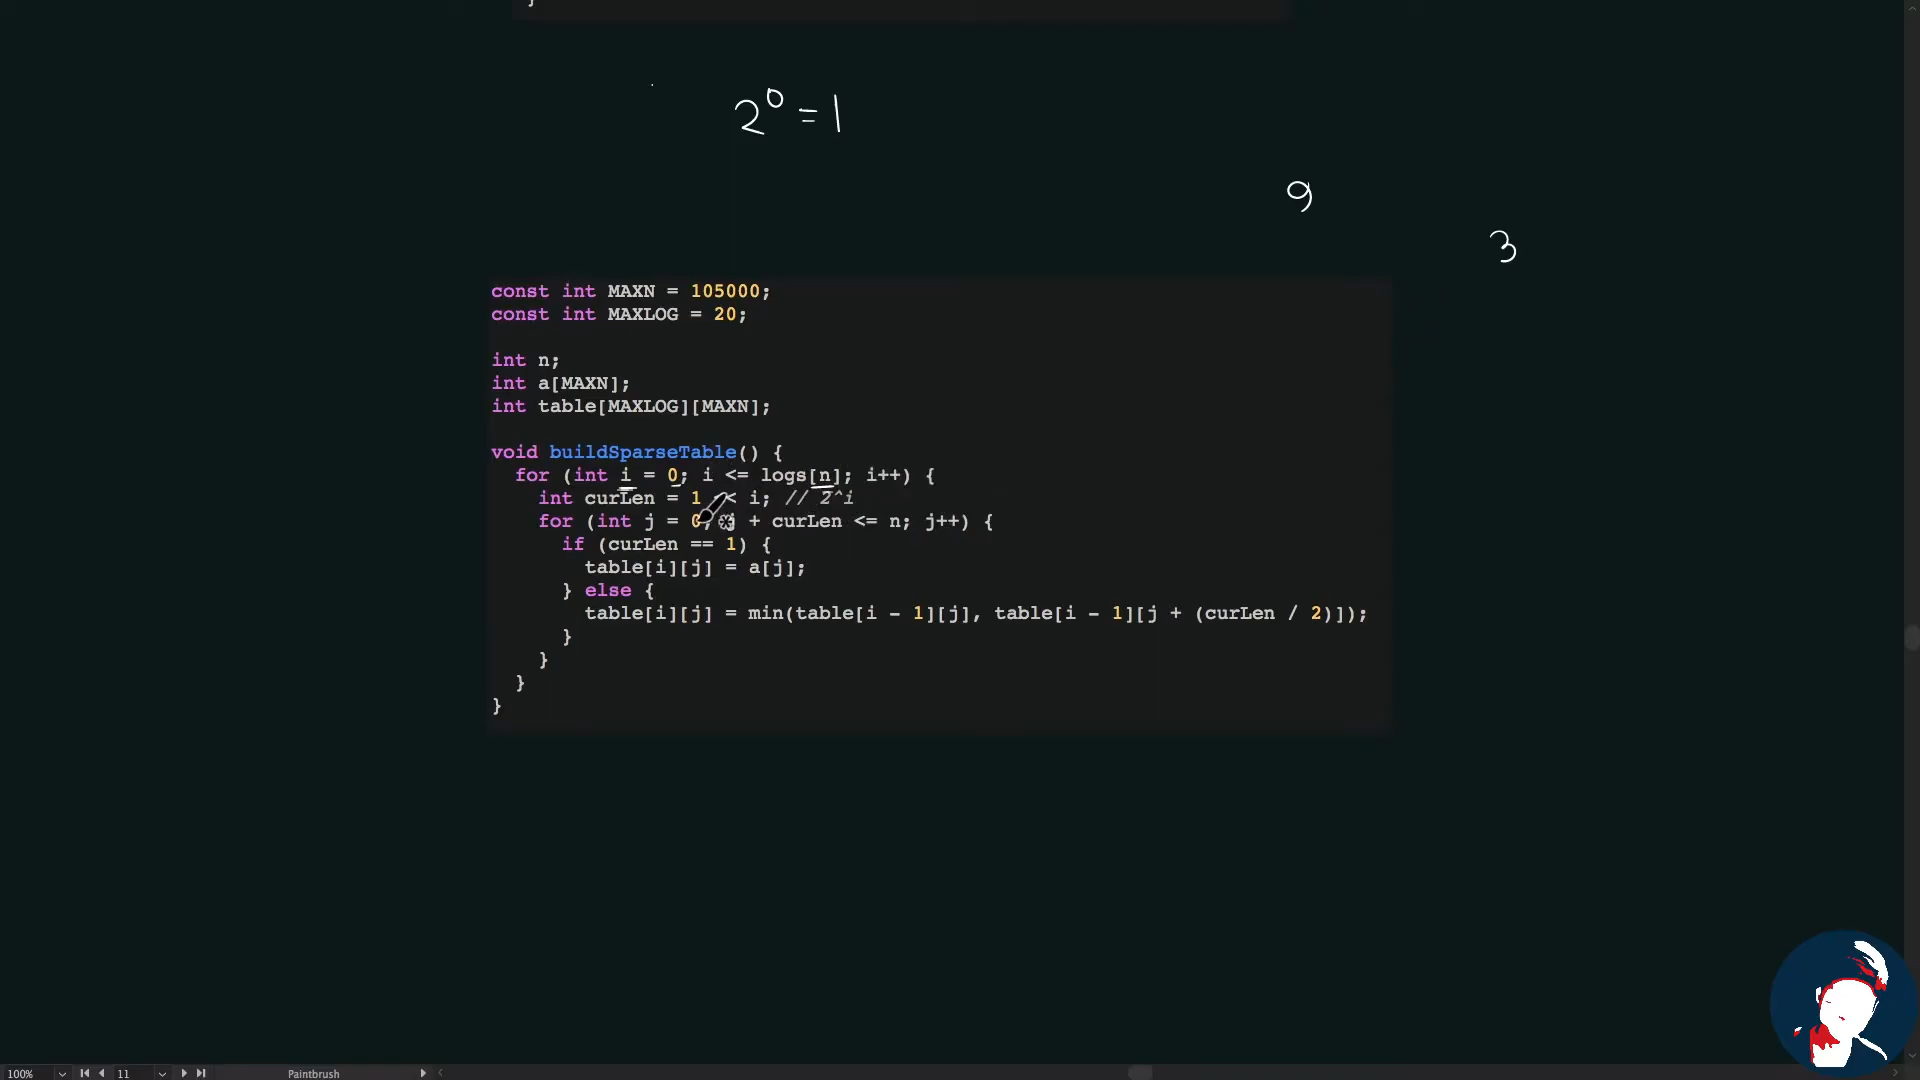 }
2^0 = 1
9
3
const int MAXN = 105000;
const int MAXLOG = 20;
int n;
int a[MAXN];
int table[MAXLOG][MAXN];
void buildSparseTable() {
for (int i = 0; i <= logs[n]; i++) {
int curLen = 1 << i; // 2^i
for (int j = 0; j + curLen <= n; j++) {
if (curLen == 1) {
table[i][j] = a[j];
} else {
table[i][j] = min(table[i - 1][j], table[i - 1][j + (curLen / 2)]);
}
}
}
}
100% 11 Paintbrush